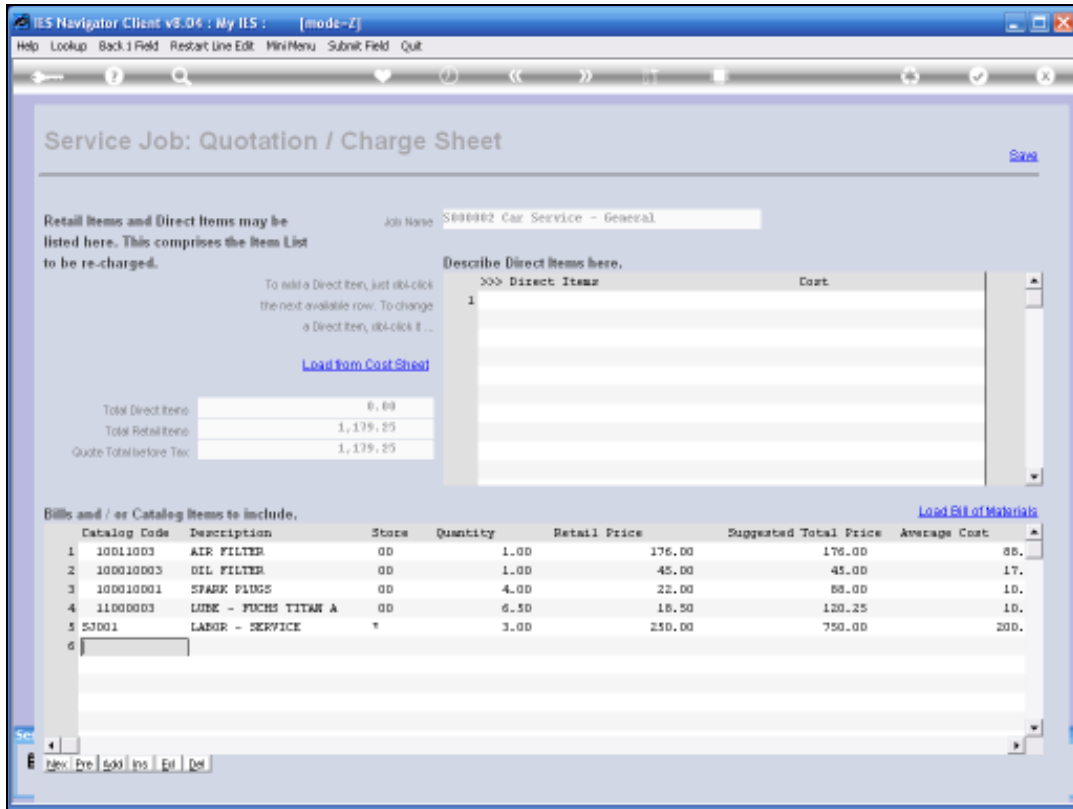 IES Navigator Client v8.04 : My IES : [mode=Z]
Help Lookup Back 1 Field Restart Line Edit MiniMenu Submit Field Quit
Service Job: Quotation / Charge Sheet
Save
Retail Items and Direct Items may be
listed here. This comprises the Item List
to be re-charged.
Job Name S000002 Car Service - General
To add a Direct Item, just dbl-click
the next available row. To change
a Direct Item, dbl-click it ...
Load from Cost Sheet
Describe Direct Items here.
>>> Direct Items Cost
1
Total Direct Items 0.00
Total Retail Items 1,179.25
Quote Total before Tax 1,179.25
Bills and / or Catalog Items to include.
Load Bill of Materials
Catalog Code Description Store Quantity Retail Price Suggested Total Price Average Cost
1 10011003 AIR FILTER 00 1.00 176.00 176.00 88.
2 100010003 OIL FILTER 00 1.00 45.00 45.00 17.
3 100010001 SPARK PLUGS 00 4.00 22.00 88.00 10.
4 11000003 LUBE - FUCHS TITAN A 00 6.50 18.50 120.25 10.
5 SJ001 LABOR - SERVICE * 3.00 250.00 750.00 200.
6
Nex Pre Add Ins Del